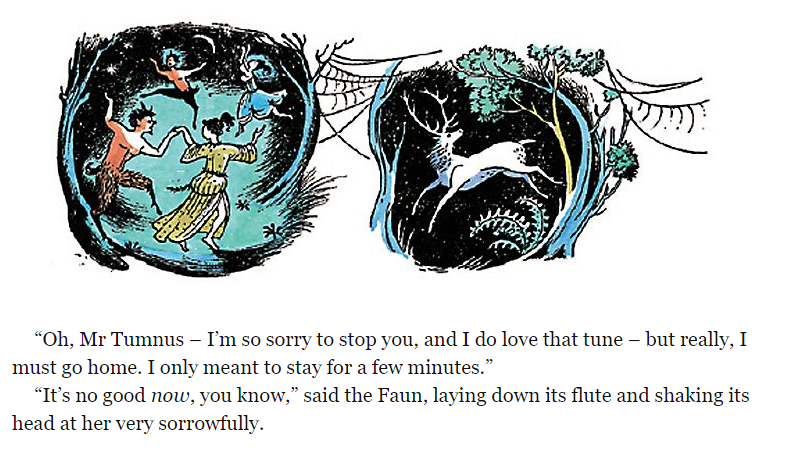 “Oh, Mr Tumnus – I’m so sorry to stop you, and I do love that tune – but really, I
must go home. I only meant to stay for a few minutes.”
“It’s no good now, you know,” said the Faun, laying down its flute and shaking its
head at her very sorrowfully.